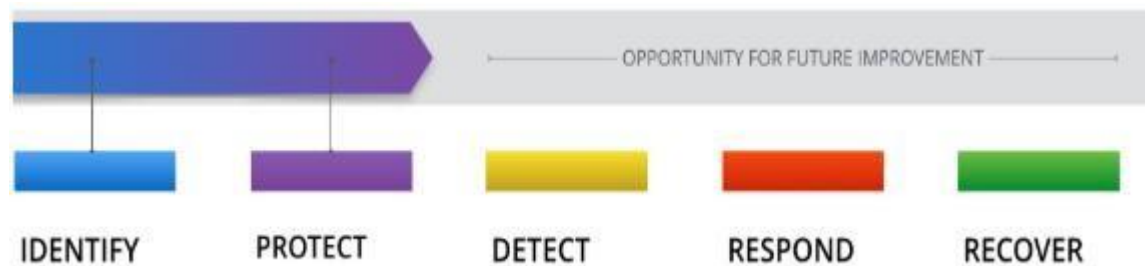 OPPORTUNITY FOR FUTURE IMPROVEMENT
IDENTIFY PROTECT DETECT RESPOND RECOVER